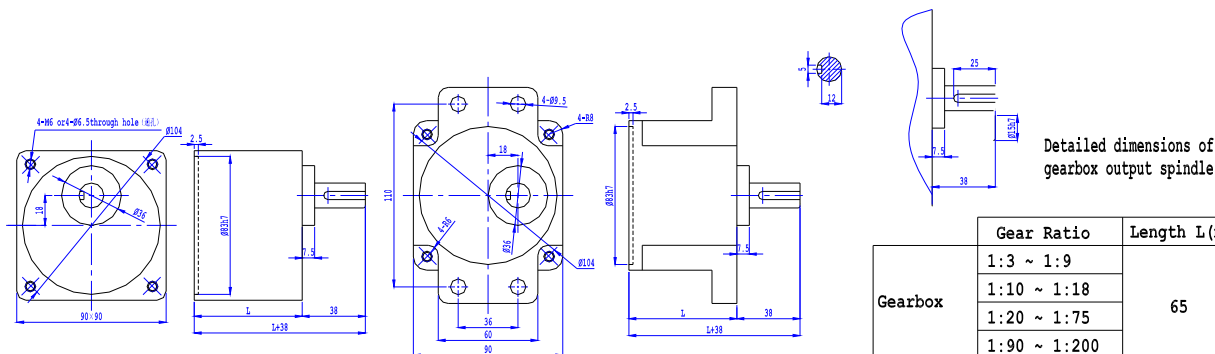 4-M6 or4-Ø6.5through hole (通孔)
Ø104
2.5
18
Ø36
Ø83h7
7.5
90×90
L
38
L+38
4-Ø9.5
4-R8
18
110
4-R6
Ø36
Ø104
36
60
90
2.5
Ø83h7
7.5
L
38
L+38
5
12
25
Ø15h7
7.5
38
Detailed dimensions of
gearbox output spindle
Gear Ratio
Length L(
Gearbox
1:3 ~ 1:9
1:10 ~ 1:18
1:20 ~ 1:75
1:90 ~ 1:200
65